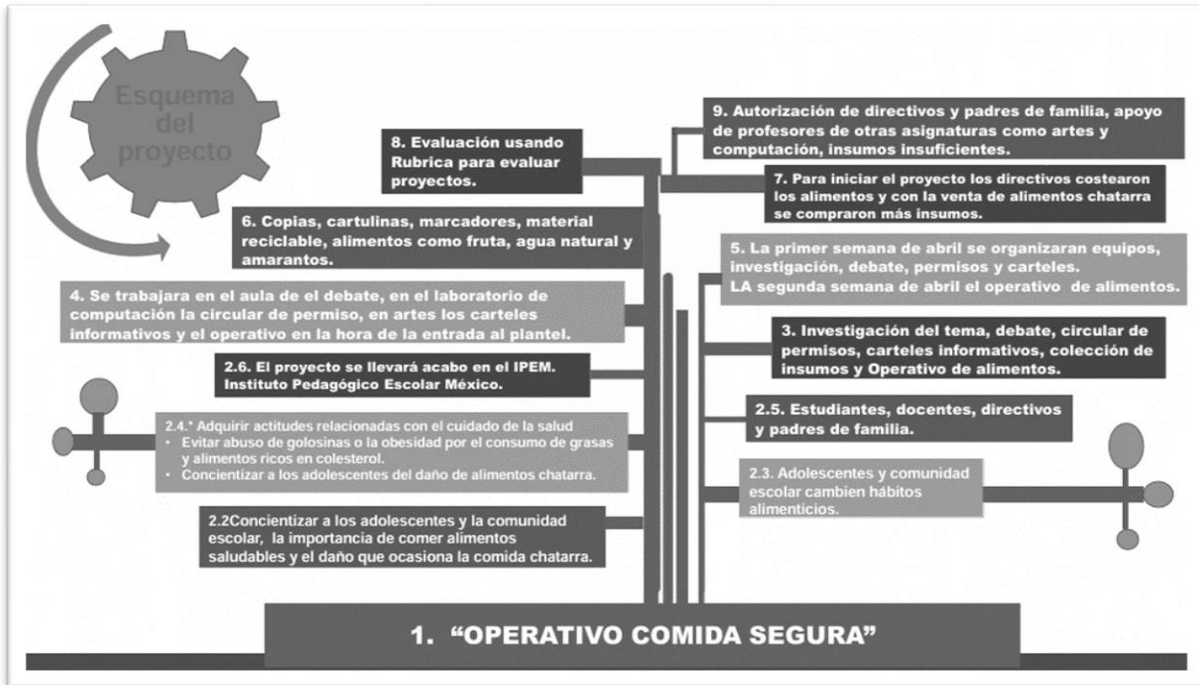 Esquema
del
proyecto
8. Evaluación usando
Rubrica para evaluar
proyectos.
9. Autorización de directivos y padres de familia, apoyo
de profesores de otras asignaturas como artes y
computación, insumos insuficientes.
7. Para iniciar el proyecto los directivos costearon
los alimentos y con la venta de alimentos chatarra
se compraron más insumos.
6. Copias, cartulinas, marcadores, material
reciclable, alimentos como fruta, agua natural y
amarantos.
5. La primer semana de abril se organizaran equipos,
investigación, debate, permisos y carteles.
LA segunda semana de abril el operativo de alimentos.
4. Se trabajara en el aula de el debate, en el laboratorio de
computación la circular de permiso, en artes los carteles
informativos y el operativo en la hora de la entrada al plantel.
3. Investigación del tema, debate, circular de
permisos, carteles informativos, colección de
insumos y Operativo de alimentos.
2.6. El proyecto se llevará acabo en el IPEM.
Instituto Pedagógico Escolar México.
2.5. Estudiantes, docentes, directivos
y padres de familia.
2.4.* Adquirir actitudes relacionadas con el cuidado de la salud
• Evitar abuso de golosinas o la obesidad por el consumo de grasas
y alimentos ricos en colesterol.
• Concientizar a los adolescentes del daño de alimentos chatarra.
2.3. Adolescentes y comunidad
escolar cambien hábitos
alimenticios.
2.2Concientizar a los adolescentes y la comunidad
escolar, la importancia de comer alimentos
saludables y el daño que ocasiona la comida chatarra.
1. “OPERATIVO COMIDA SEGURA”